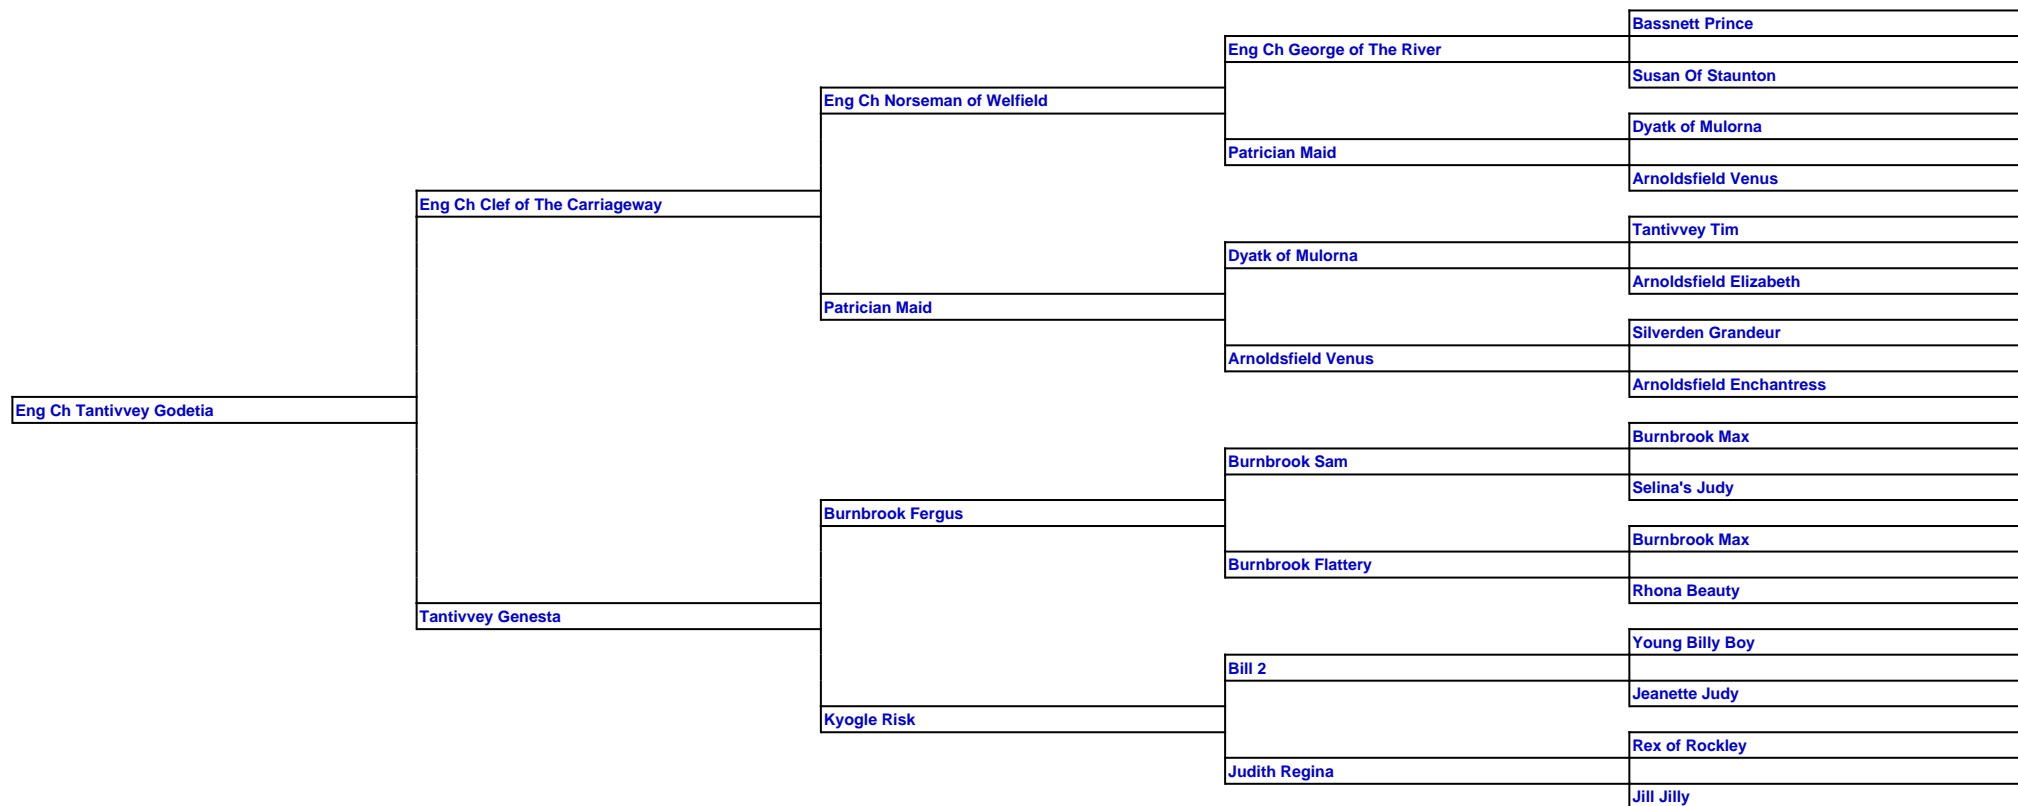 Bassnett Prince
Eng Ch George of The River
Susan Of Staunton
Eng Ch Norseman of Welfield
Dyatk of Mulorna
Patrician Maid
Arnoldsfield Venus
Eng Ch Clef of The Carriageway
Tantivvey Tim
Dyatk of Mulorna
Arnoldsfield Elizabeth
Patrician Maid
Silverden Grandeur
Arnoldsfield Venus
Arnoldsfield Enchantress
Eng Ch Tantivvey Godetia
Burnbrook Max
Burnbrook Sam
Selina's Judy
Burnbrook Fergus
Burnbrook Max
Burnbrook Flattery
Rhona Beauty
Tantivvey Genesta
Young Billy Boy
Bill 2
Jeanette Judy
Kyogle Risk
Rex of Rockley
Judith Regina
Jill Jilly